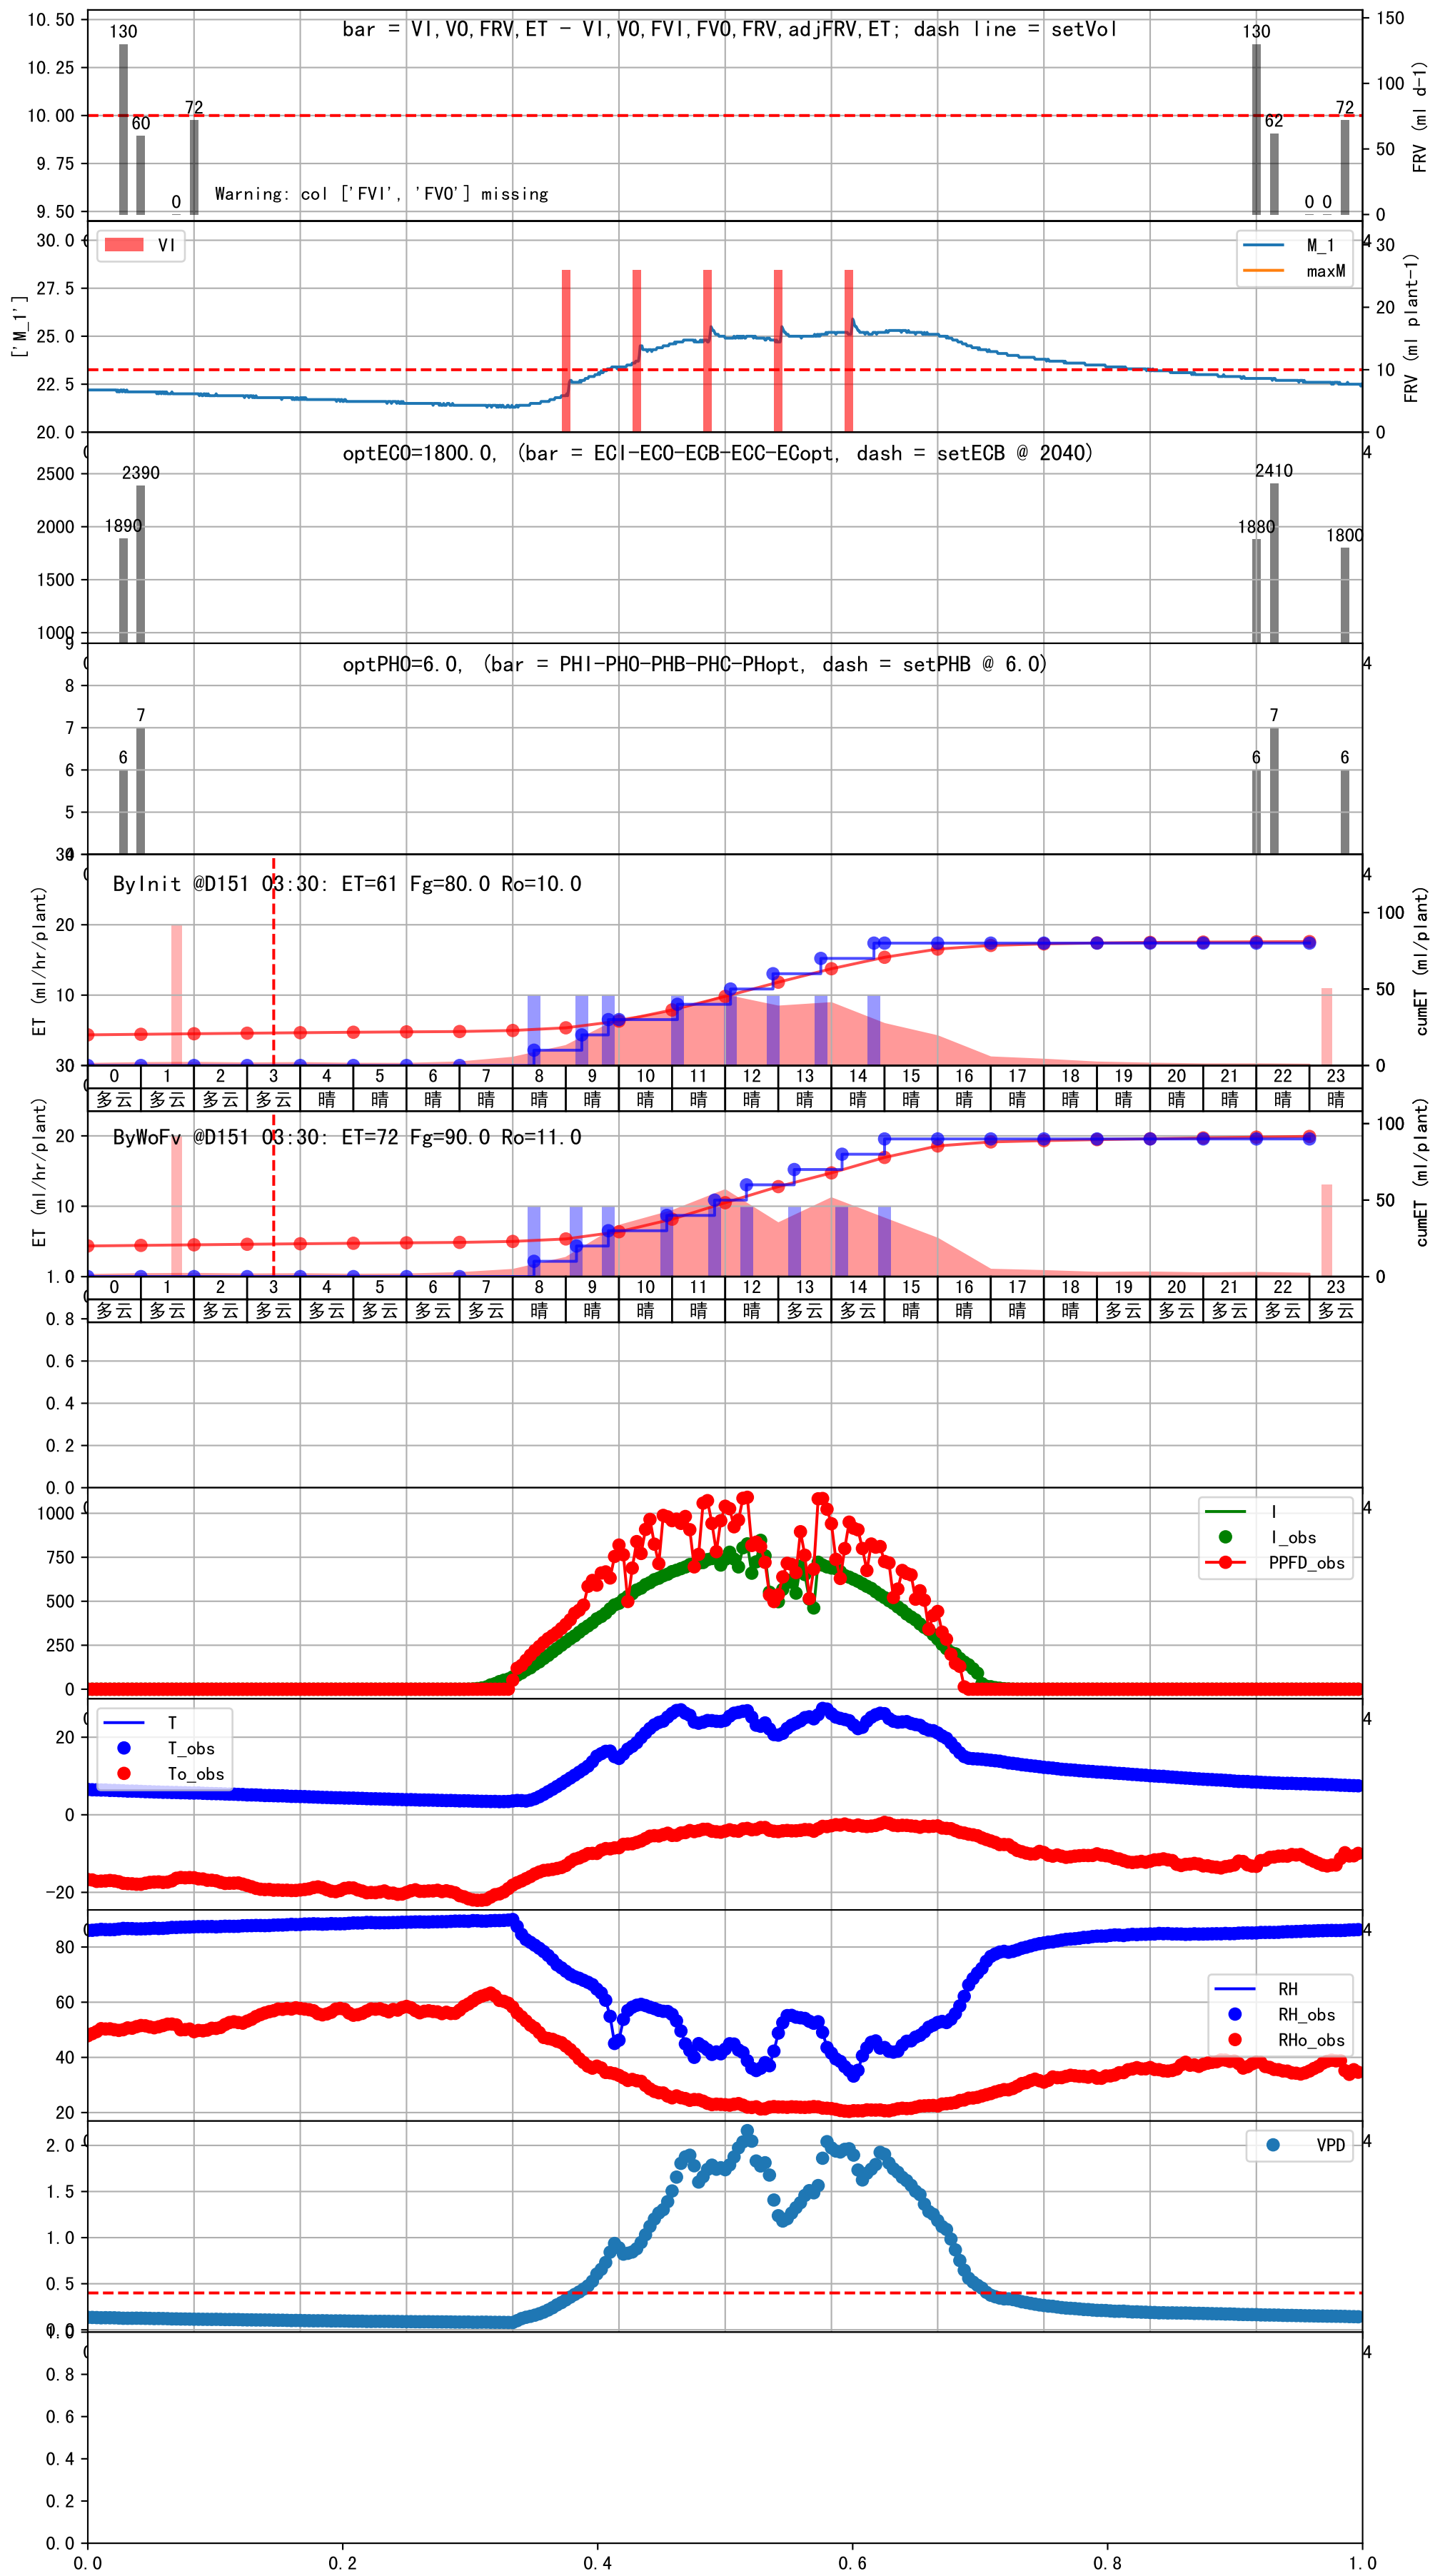 bar = VI,VO,FRV,ET - VI,VO,FVI,FVO,FRV,adjFRV,ET; dash line = setVol
10.50
10.25
10.00
9.75
9.50
130
60
0
72
130
62
0 0
72
150
100
50
0
FRV (ml d-1)
Warning: col ['FVI', 'FVO'] missing
30.0
27.5
25.0
22.5
20.0
['M_1']
VI
M_1
maxM
30
20
10
0
FRV (ml plant-1)
optECO=1800.0, (bar = ECI-ECO-ECB-ECC-ECopt, dash = setECB @ 2040)
2500
2000
1500
1000
1890
2390
1880
2410
1800
optPHO=6.0, (bar = PHI-PHO-PHB-PHC-PHopt, dash = setPHB @ 6.0)
9
8
7
6
5
6
7
6
7
6
ByInit @D151 03:30: ET=61 Fg=80.0 Ro=10.0
30
20
10
ET (ml/hr/plant)
100
50
0
cumET (ml/plant)
0 1 2 3 4 5 6 7 8 9 10 11 12 13 14 15 16 17 18 19 20 21 22 23
多云 多云 多云 多云 晴 晴 晴 晴 晴 晴 晴 晴 晴 晴 晴 晴 晴 晴 晴 晴 晴 晴 晴 晴
ByWoFv @D151 03:30: ET=72 Fg=90.0 Ro=11.0
30
20
10
ET (ml/hr/plant)
100
50
0
cumET (ml/plant)
0 1 2 3 4 5 6 7 8 9 10 11 12 13 14 15 16 17 18 19 20 21 22 23
多云 多云 多云 多云 多云 多云 多云 多云 晴 晴 晴 晴 晴 多云 多云 晴 晴 晴 晴 多云 多云 多云 多云 多云
1.0
0.8
0.6
0.4
0.2
0.0
1000
750
500
250
0
I
I_obs
PPFD_obs
20
0
-20
T
T_obs
To_obs
80
60
40
20
RH
RH_obs
RHo_obs
2.0
1.5
1.0
0.5
0.0
VPD
1.0
0.8
0.6
0.4
0.2
0.0
0.0 0.2 0.4 0.6 0.8 1.0